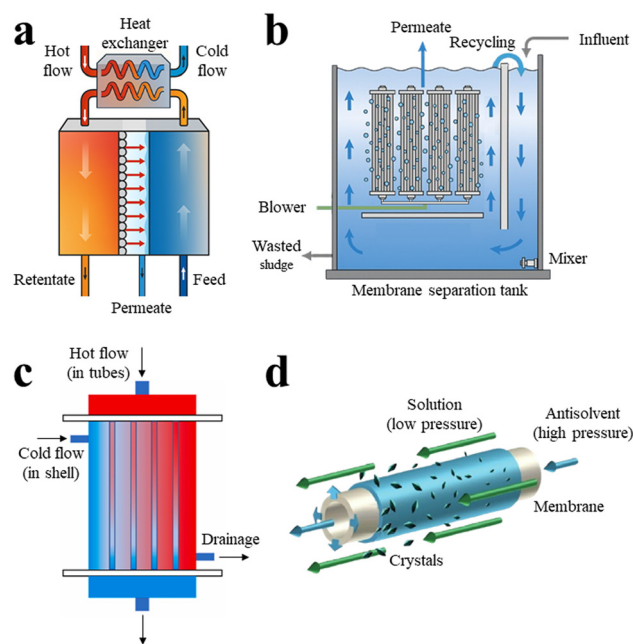 a
Heat
exchanger
Hot
flow
Cold
flow
Retentate
Feed
Permeate
b
Permeate
Recycling
Influent
Blower
Wasted
sludge
Mixer
Membrane separation tank
c
Hot flow
(in tubes)
Cold flow
(in shell)
Drainage
d
Solution
(low pressure)
Antisolvent
(high pressure)
Membrane
Crystals